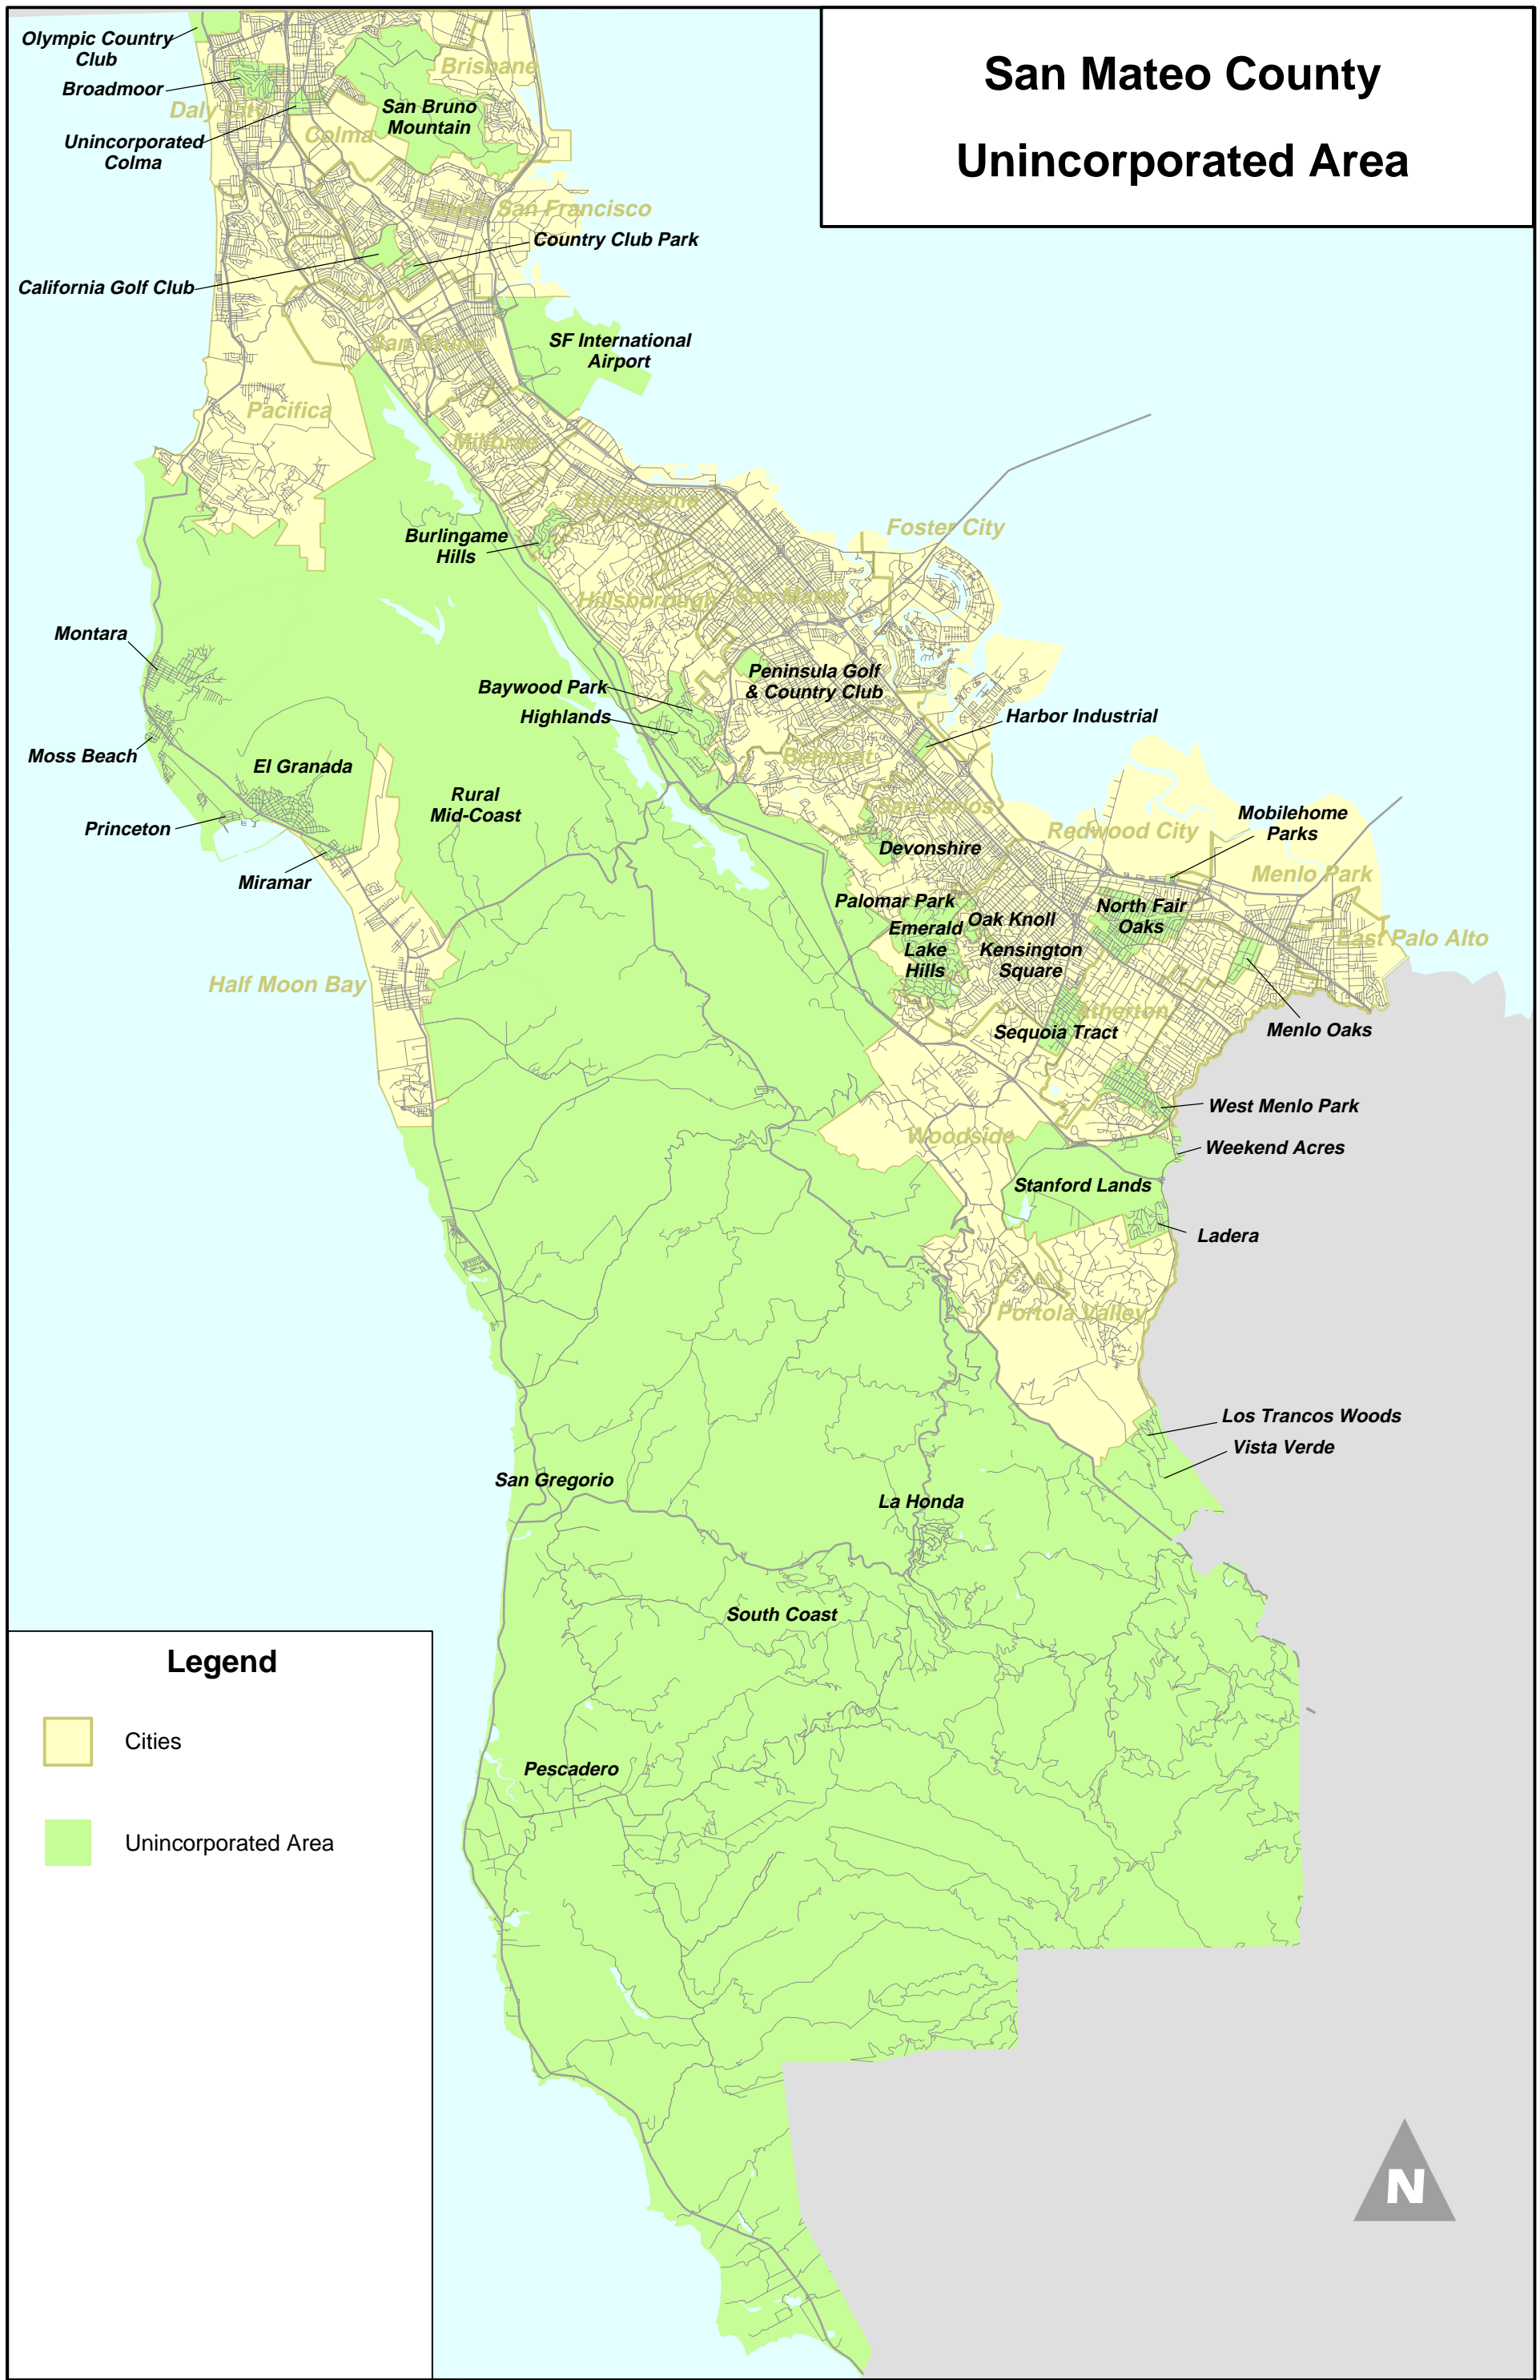 San Mateo County
Unincorporated Area
Olympic Country
Club
Broadmoor
Daly City
Unincorporated
Colma
Colma
Brisbane
San Bruno
Mountain
South San Francisco
Country Club Park
California Golf Club
San Bruno
SF International
Airport
Pacifica
Millbrae
Burlingame
Burlingame
Hills
Foster City
Hillsborough
San Mateo
Montara
Baywood Park
Highlands
Peninsula Golf
& Country Club
Harbor Industrial
Moss Beach
El Granada
Belmont
Rural
Mid-Coast
San Carlos
Princeton
Redwood City
Mobilehome
Parks
Miramar
Devonshire
Menlo Park
Palomar Park
Oak Knoll
North Fair
Oaks
Emerald
Lake
Hills
Kensington
Square
East Palo Alto
Half Moon Bay
Atherton
Sequoia Tract
Menlo Oaks
West Menlo Park
Woodside
Weekend Acres
Stanford Lands
Ladera
Portola Valley
Los Trancos Woods
Vista Verde
San Gregorio
La Honda
South Coast
Pescadero
Legend
Cities
Unincorporated Area
N